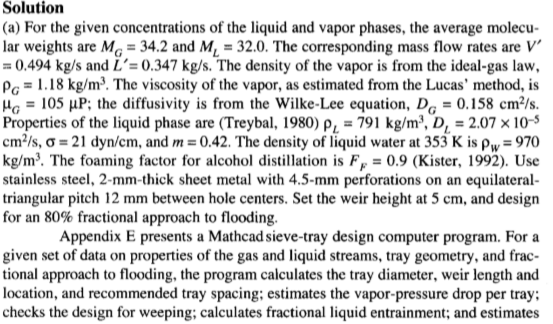 Solution
(a) For the given concentrations of the liquid and vapor phases, the average molecu-
lar weights are M_G = 34.2 and M_L = 32.0. The corresponding mass flow rates are V′
= 0.494 kg/s and L′= 0.347 kg/s. The density of the vapor is from the ideal-gas law,
ρ_G = 1.18 kg/m³. The viscosity of the vapor, as estimated from the Lucas' method, is
μ_G = 105 μP; the diffusivity is from the Wilke-Lee equation, D_G = 0.158 cm²/s.
Properties of the liquid phase are (Treybal, 1980) ρ_L = 791 kg/m³, D_L = 2.07 × 10⁻⁵
cm²/s, σ = 21 dyn/cm, and m = 0.42. The density of liquid water at 353 K is ρ_w = 970
kg/m³. The foaming factor for alcohol distillation is F_F = 0.9 (Kister, 1992). Use
stainless steel, 2-mm-thick sheet metal with 4.5-mm perforations on an equilateral-
triangular pitch 12 mm between hole centers. Set the weir height at 5 cm, and design
for an 80% fractional approach to flooding.
Appendix E presents a Mathcad sieve-tray design computer program. For a
given set of data on properties of the gas and liquid streams, tray geometry, and frac-
tional approach to flooding, the program calculates the tray diameter, weir length and
location, and recommended tray spacing; estimates the vapor-pressure drop per tray;
checks the design for weeping; calculates fractional liquid entrainment; and estimates